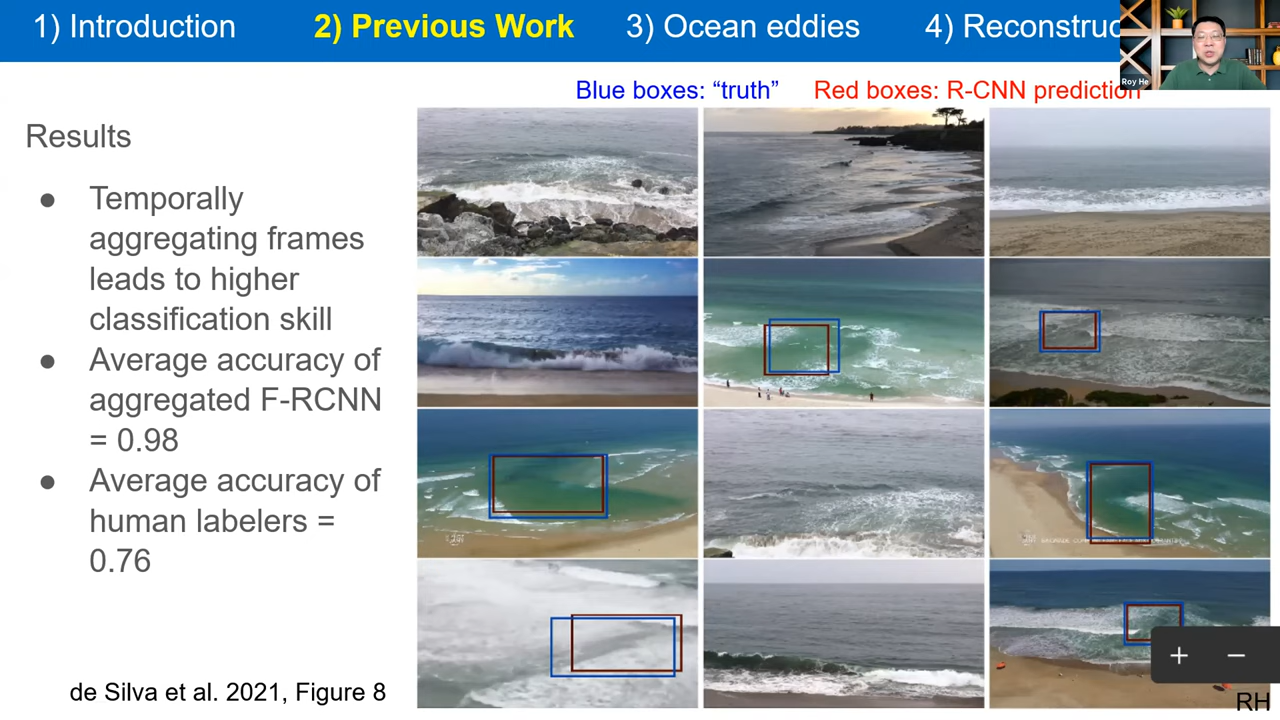 1) Introduction 2) Previous Work 3) Ocean eddies 4) Reconstruc
Roy He
Blue boxes: “truth” Red boxes: R-CNN prediction
Results
● Temporally
aggregating frames
leads to higher
classification skill
● Average accuracy of
aggregated F-RCNN
= 0.98
● Average accuracy of
human labelers =
0.76
de Silva et al. 2021, Figure 8
+ −
RH